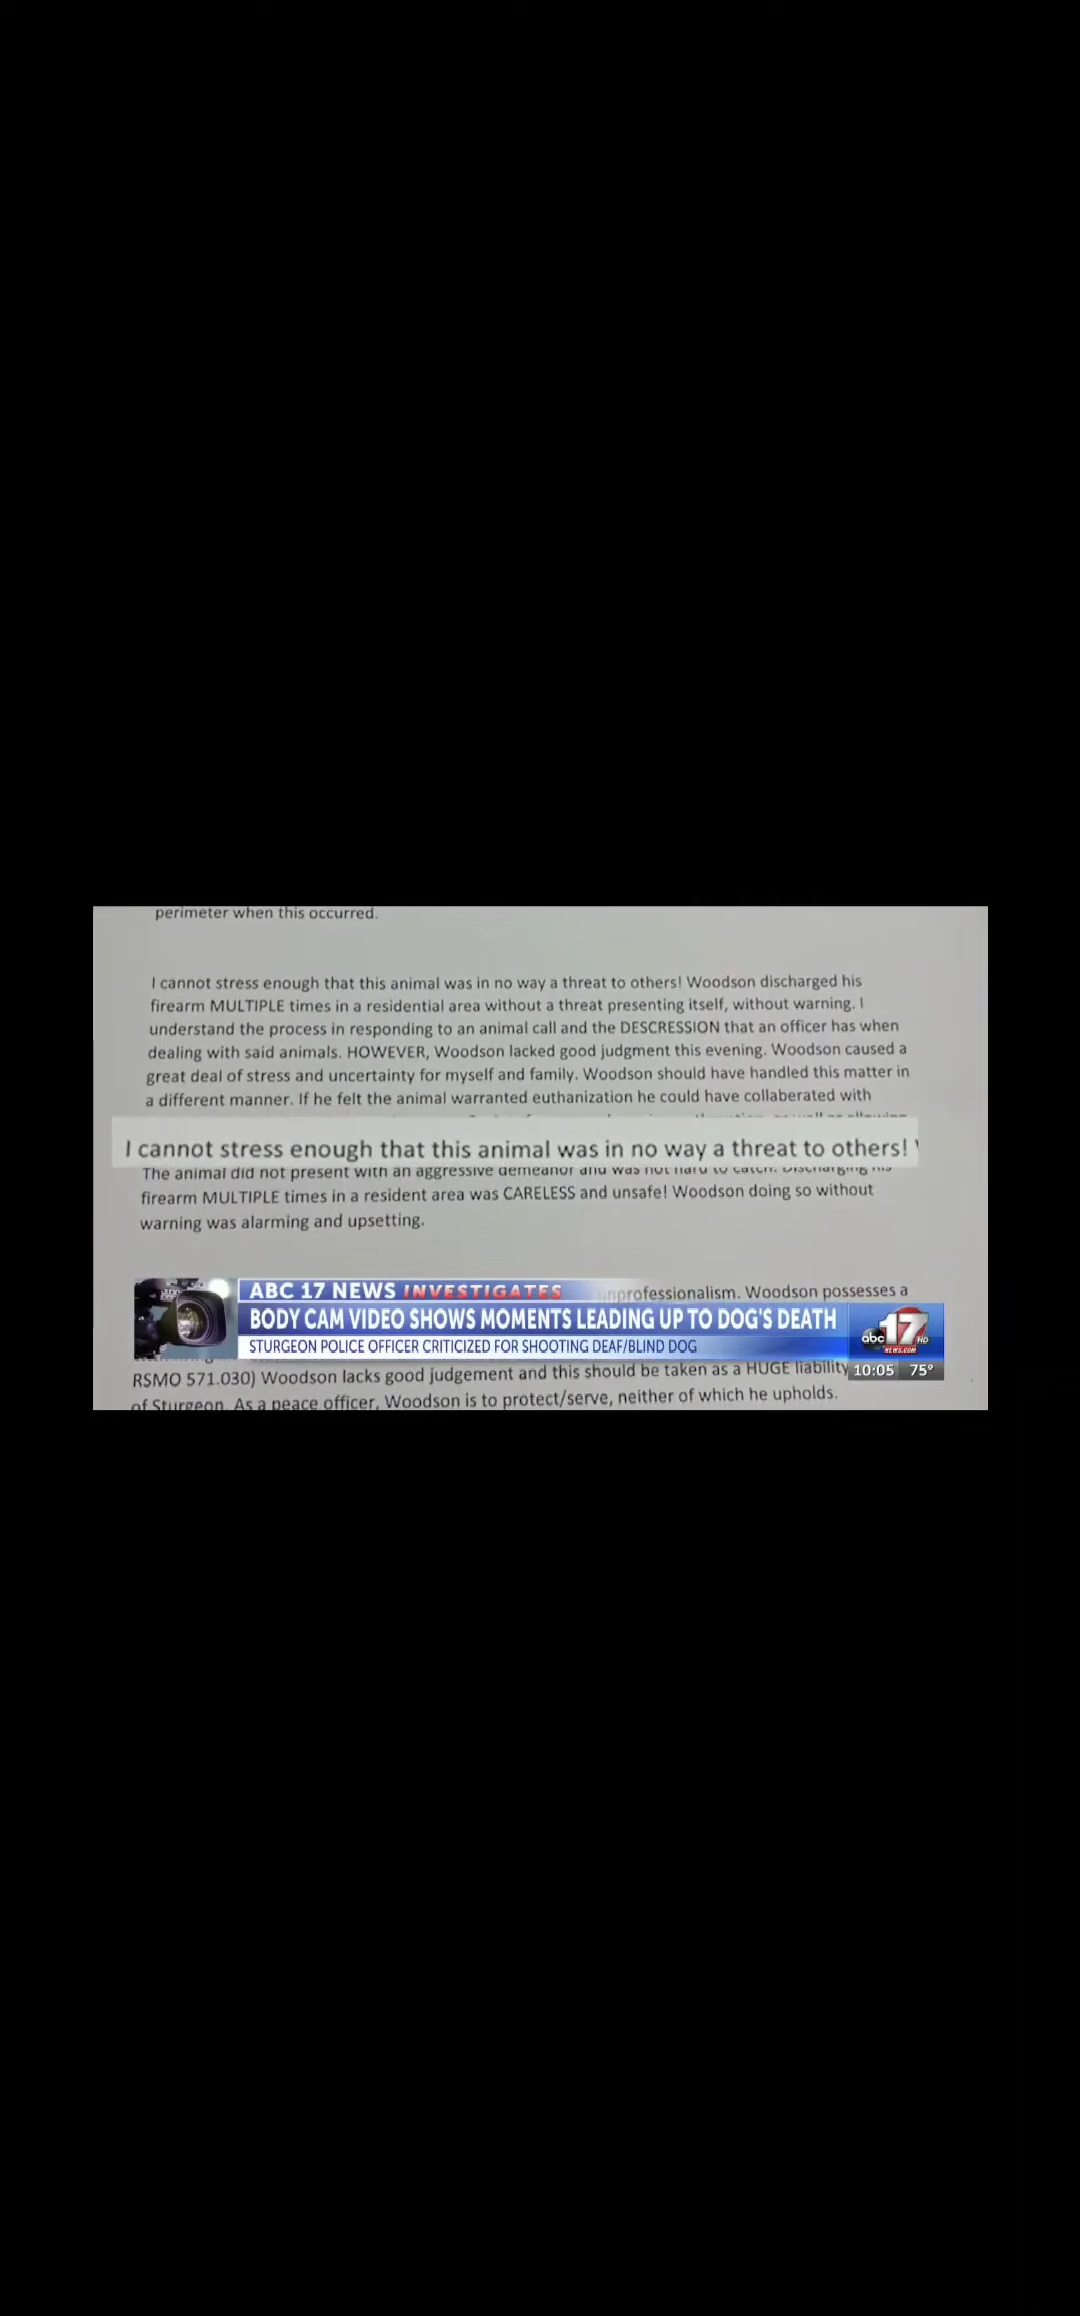 perimeter when this occurred.
I cannot stress enough that this animal was in no way a threat to others! Woodson discharged his
firearm MULTIPLE times in a residential area without a threat presenting itself, without warning. I
understand the process in responding to an animal call and the DESCRESSION that an officer has when
dealing with said animals. HOWEVER, Woodson lacked good judgment this evening. Woodson caused a
great deal of stress and uncertainty for myself and family. Woodson should have handled this matter in
a different manner. If he felt the animal warranted euthanization he could have collaberated with
I cannot stress enough that this animal was in no way a threat to others!
The animal did not present with an aggressive demeanor and was not hard to catch. Discharging his
firearm MULTIPLE times in a resident area was CARELESS and unsafe! Woodson doing so without
warning was alarming and upsetting.
unprofessionalism. Woodson possesses a
ABC 17 NEWS INVESTIGATES
BODY CAM VIDEO SHOWS MOMENTS LEADING UP TO DOG'S DEATH
STURGEON POLICE OFFICER CRITICIZED FOR SHOOTING DEAF/BLIND DOG
abc 17 HD
NEWS.COM
10:05 75°
RSMO 571.030) Woodson lacks good judgement and this should be taken as a HUGE liability
of Sturgeon. As a peace officer, Woodson is to protect/serve, neither of which he upholds.